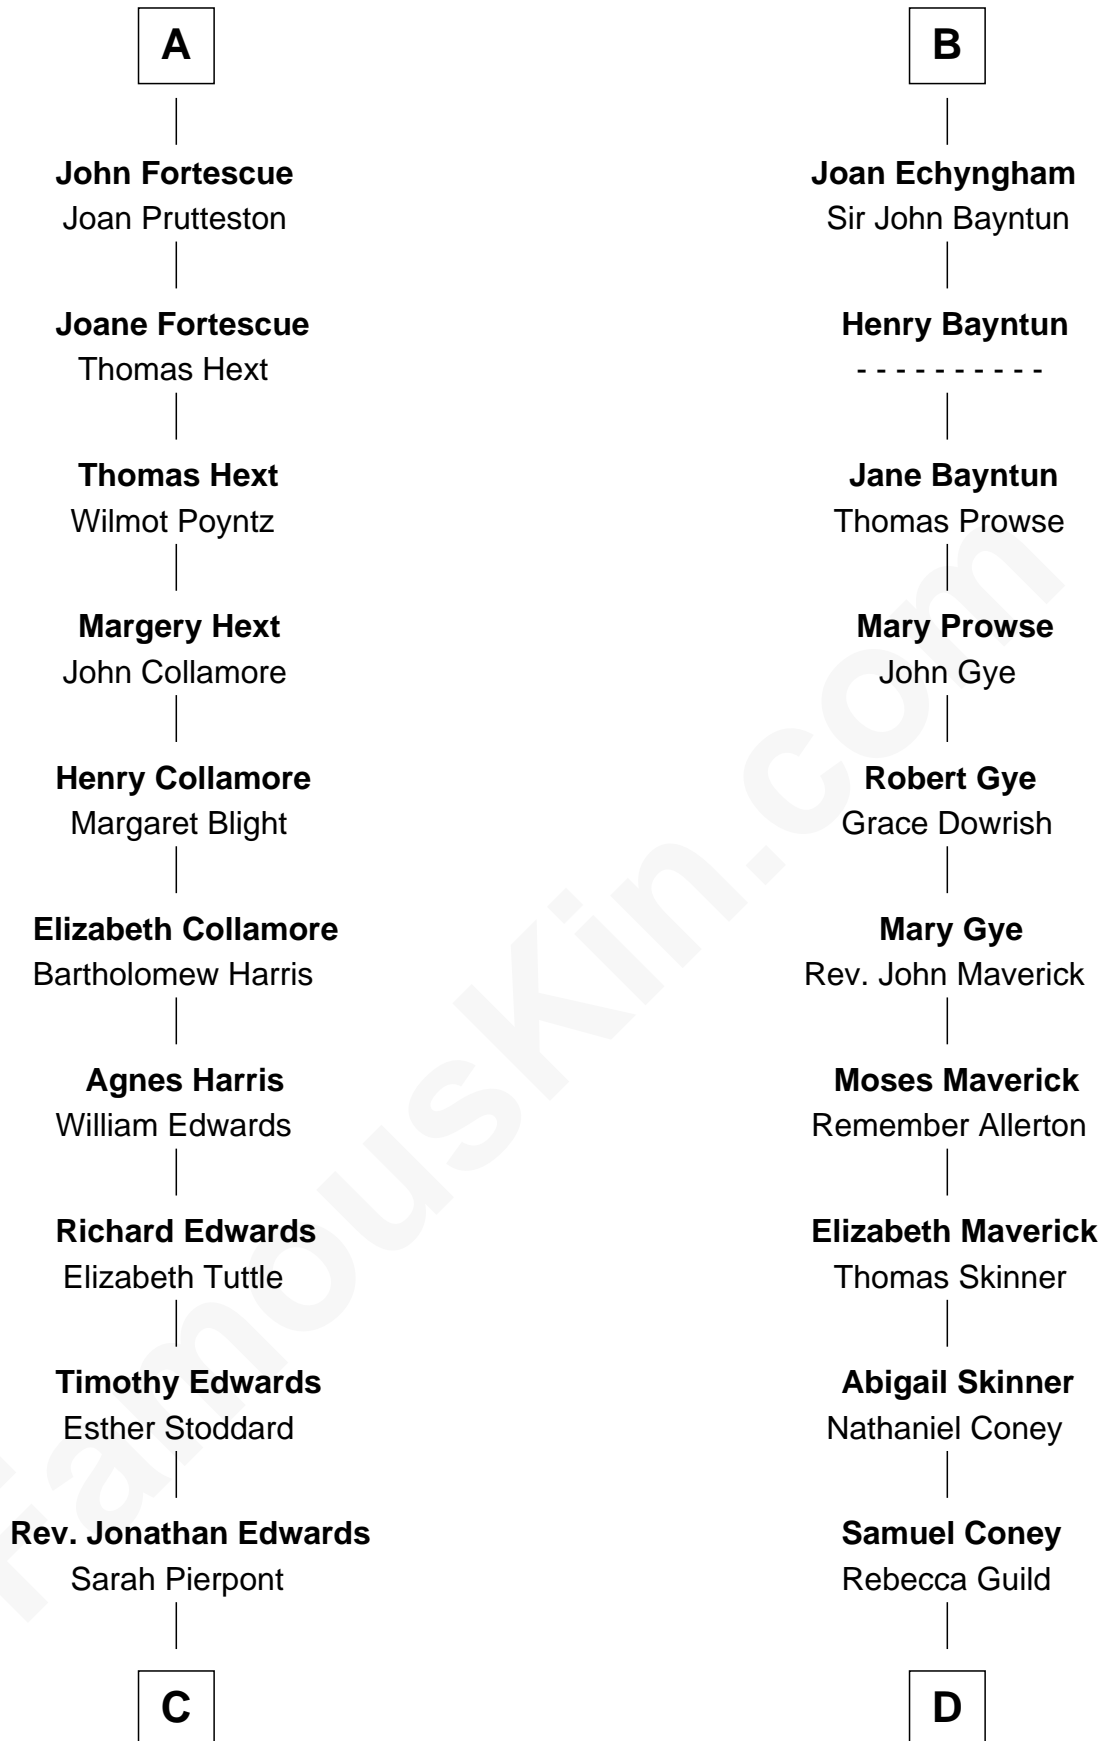 A
John Fortescue
Joan Prutteston
Joane Fortescue
Thomas Hext
Thomas Hext
Wilmot Poyntz
Margery Hext
John Collamore
Henry Collamore
Margaret Blight
Elizabeth Collamore
Bartholomew Harris
Agnes Harris
William Edwards
Richard Edwards
Elizabeth Tuttle
Timothy Edwards
Esther Stoddard
Rev. Jonathan Edwards
Sarah Pierpont
C
B
Joan Echyngham
Sir John Bayntun
Henry Bayntun
- - - - - - - - - -
Jane Bayntun
Thomas Prowse
Mary Prowse
John Gye
Robert Gye
Grace Dowrish
Mary Gye
Rev. John Maverick
Moses Maverick
Remember Allerton
Elizabeth Maverick
Thomas Skinner
Abigail Skinner
Nathaniel Coney
Samuel Coney
Rebecca Guild
D
FamousKin.com